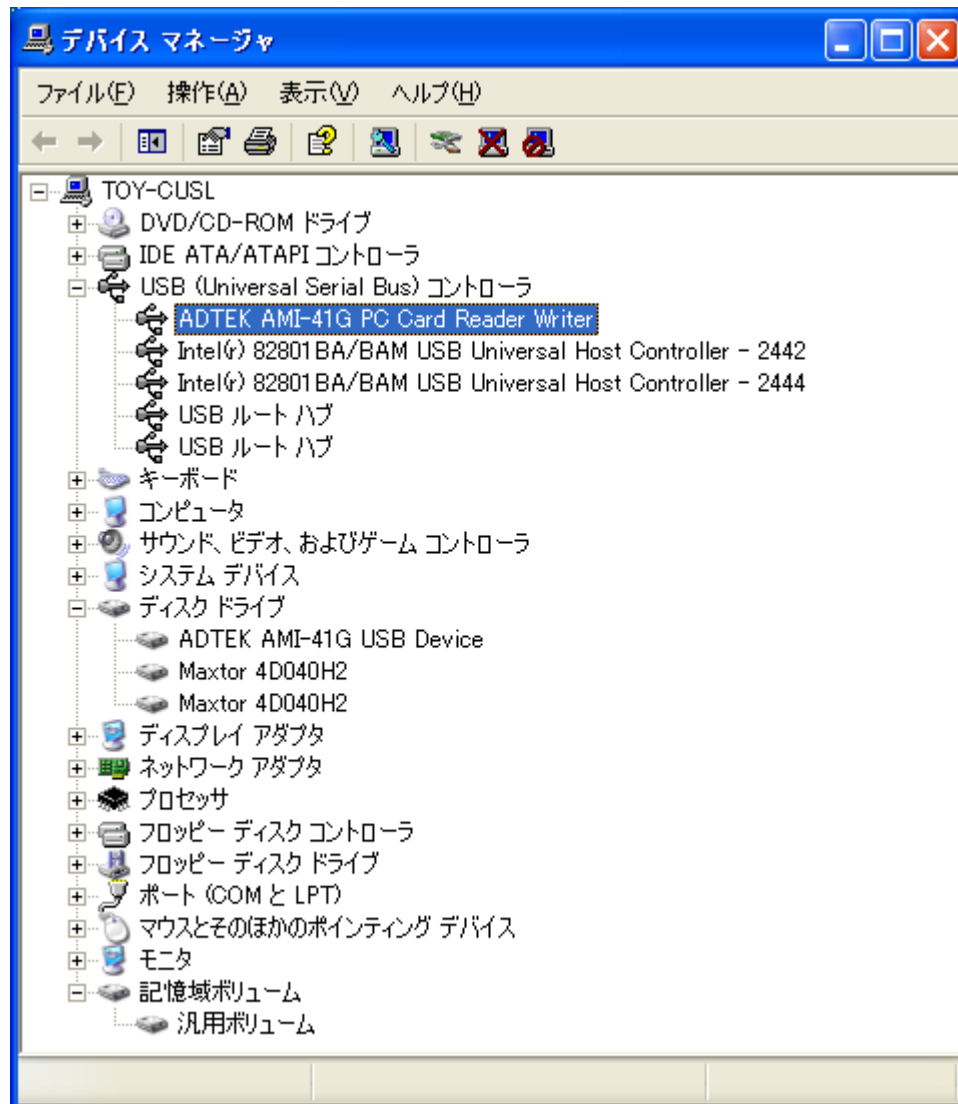 デバイス マネージャ
ファイル(F) 操作(A) 表示(V) ヘルプ(H)
TOY-CUSL
DVD/CD-ROM ドライブ
IDE ATA/ATAPI コントローラ
USB (Universal Serial Bus) コントローラ
ADTEK AMI-41G PC Card Reader Writer
Intel(r) 82801BA/BAM USB Universal Host Controller - 2442
Intel(r) 82801BA/BAM USB Universal Host Controller - 2444
USB ルート ハブ
USB ルート ハブ
キーボード
コンピュータ
サウンド、ビデオ、およびゲーム コントローラ
システム デバイス
ディスク ドライブ
ADTEK AMI-41G USB Device
Maxtor 4D040H2
Maxtor 4D040H2
ディスプレイ アダプタ
ネットワーク アダプタ
プロセッサ
フロッピー ディスク コントローラ
フロッピー ディスク ドライブ
ポート (COM と LPT)
マウスとそのほかのポインティング デバイス
モニタ
記憶域ボリューム
汎用ボリューム